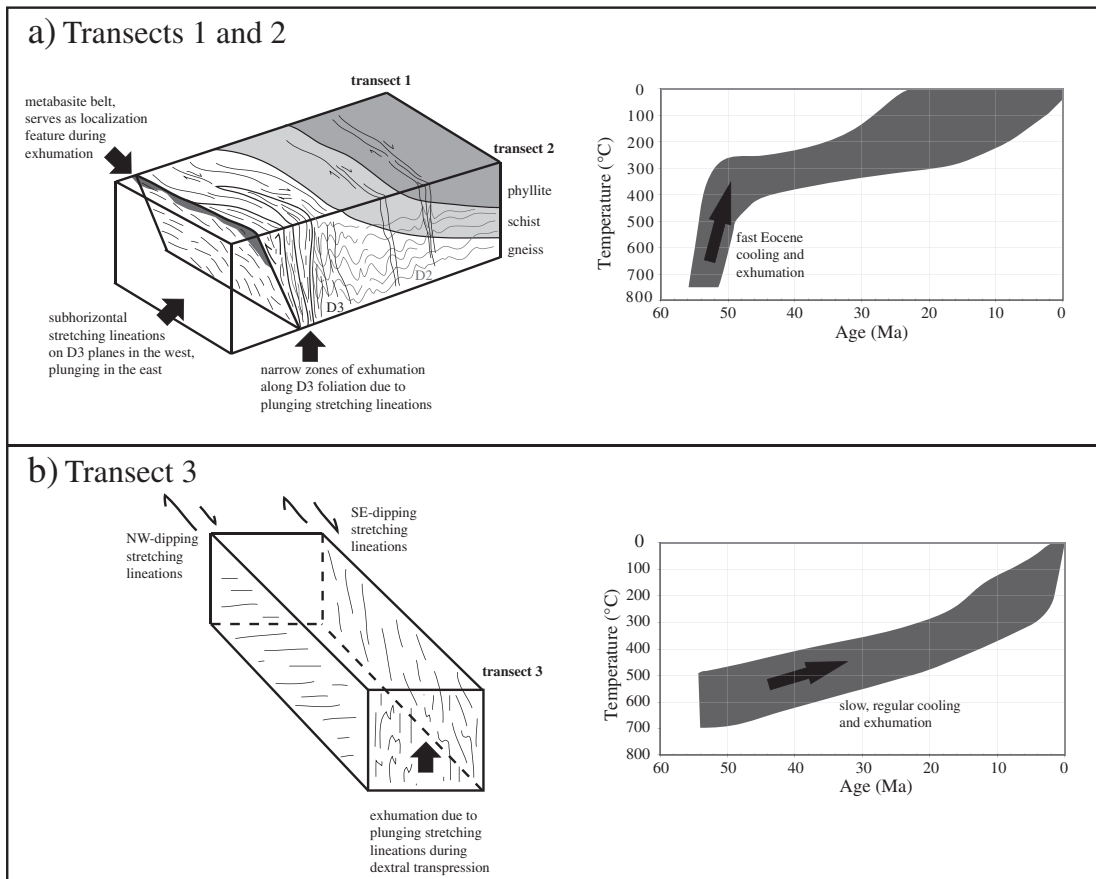 a) Transects 1 and 2
metabasite belt,
serves as localization
feature during
exhumation
transect 1
transect 2
phyllite
schist
gneiss
D2
D3
subhorizontal
stretching lineations
on D3 planes in the west,
plunging in the east
narrow zones of exhumation
along D3 foliation due to
plunging stretching lineations
Temperature (°C)
0
100
200
300
400
500
600
700
800
fast Eocene
cooling and
exhumation
60
50
40
30
20
10
0
Age (Ma)
b) Transect 3
NW-dipping
stretching
lineations
SE-dipping
stretching
lineations
transect 3
exhumation due to
plunging stretching
lineations during
dextral transpression
Temperature (°C)
0
100
200
300
400
500
600
700
800
slow, regular cooling
and exhumation
60
50
40
30
20
10
0
Age (Ma)